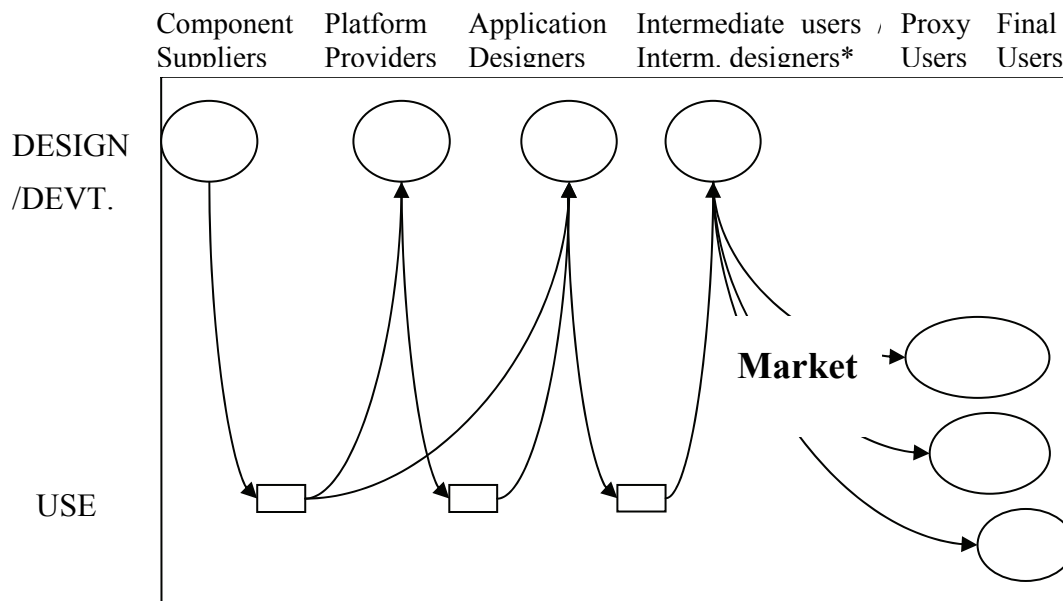 Component Platform Application Intermediate users / Proxy Final
Suppliers Providers Designers Interm. designers* Users Users
DESIGN
/DEVT.
Market
USE